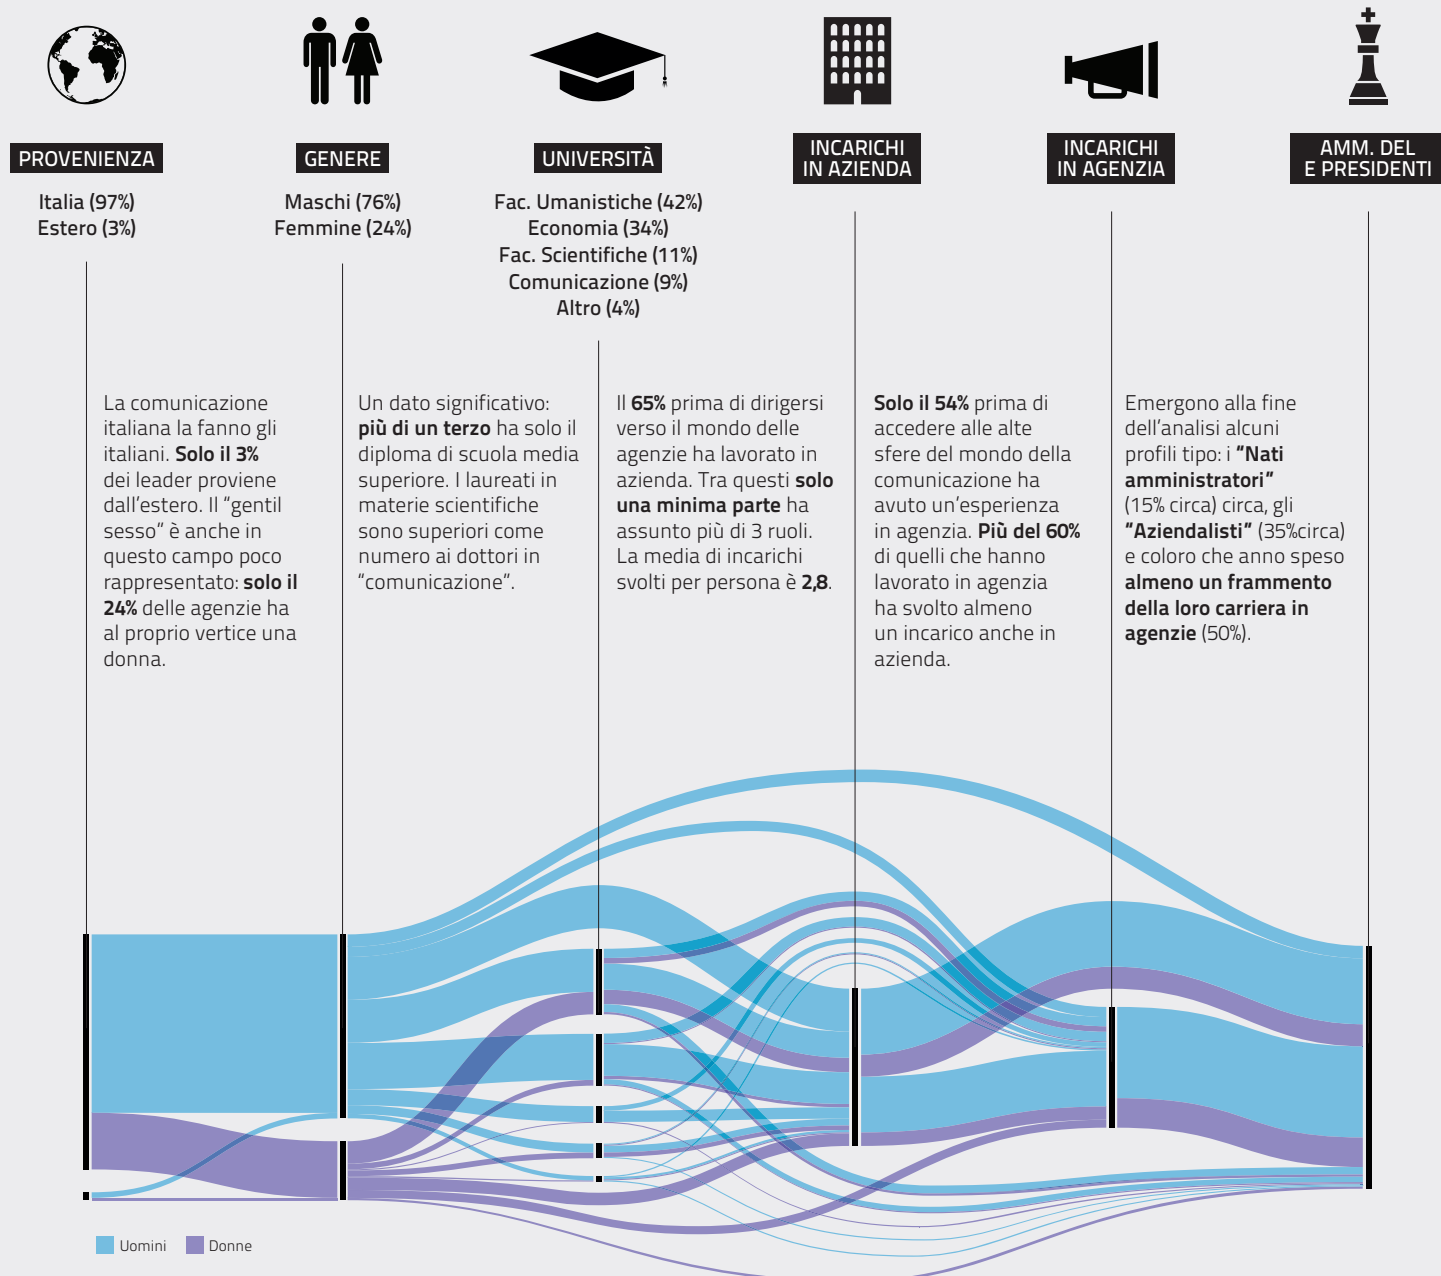 PROVENIENZA
Italia (97%)
Estero (3%)
GENERE
Maschi (76%)
Femmine (24%)
UNIVERSITÀ
Fac. Umanistiche (42%)
Economia (34%)
Fac. Scientifiche (11%)
Comunicazione (9%)
Altro (4%)
INCARICHI
IN AZIENDA
INCARICHI
IN AGENZIA
AMM. DEL
E PRESIDENTI
La comunicazione
italiana la fanno gli
italiani. Solo il 3%
dei leader proviene
dall'estero. Il "gentil
sesso" è anche in
questo campo poco
rappresentato: solo il
24% delle agenzie ha
al proprio vertice una
donna.
Un dato significativo:
più di un terzo ha solo il
diploma di scuola media
superiore. I laureati in
materie scientifiche
sono superiori come
numero ai dottori in
"comunicazione".
Il 65% prima di dirigersi
verso il mondo delle
agenzie ha lavorato in
azienda. Tra questi solo
una minima parte ha
assunto più di 3 ruoli.
La media di incarichi
svolti per persona è 2,8.
Solo il 54% prima di
accedere alle alte
sfere del mondo della
comunicazione ha
avuto un'esperienza
in agenzia. Più del 60%
di quelli che hanno
lavorato in agenzia
ha svolto almeno
un incarico anche in
azienda.
Emergono alla fine
dell'analisi alcuni
profili tipo: i "Nati
amministratori"
(15% circa) circa, gli
"Aziendalisti" (35%circa)
e coloro che anno speso
almeno un frammento
della loro carriera in
agenzie (50%).
Uomini
Donne